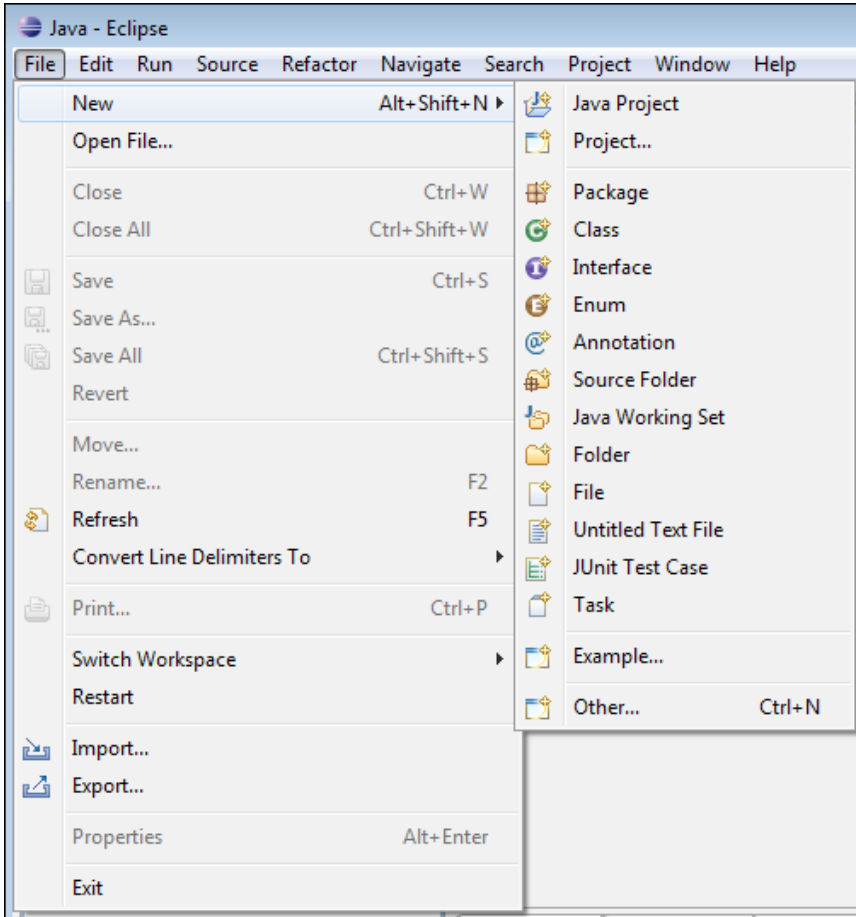 Java - Eclipse
File Edit Run Source Refactor Navigate Search Project Window Help
New Alt+Shift+N
Open File...
Close Ctrl+W
Close All Ctrl+Shift+W
Save Ctrl+S
Save As...
Save All Ctrl+Shift+S
Revert
Move...
Rename... F2
Refresh F5
Convert Line Delimiters To
Print... Ctrl+P
Switch Workspace
Restart
Import...
Export...
Properties Alt+Enter
Exit
Java Project
Project...
Package
Class
Interface
Enum
Annotation
Source Folder
Java Working Set
Folder
File
Untitled Text File
JUnit Test Case
Task
Example...
Other... Ctrl+N